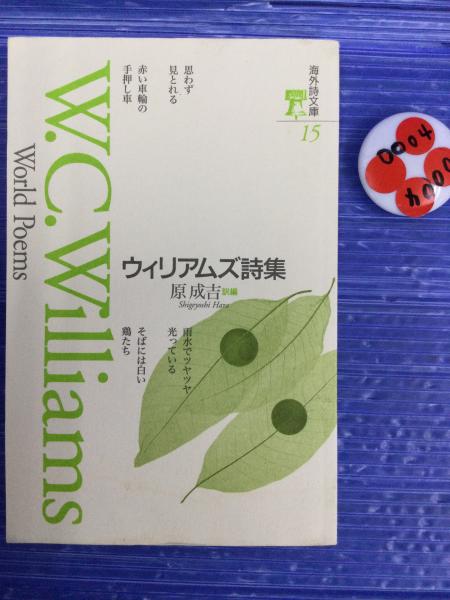 海外詩文庫
15
思わず
見とれる
赤い車輪の
手押し車
W.C.Williams
World Poems
ウィリアムズ詩集
原 成吉 訳編
Shigeyoshi Hara
雨水でツヤツヤ
光っている
そばには白い
鶏たち
0004
0004